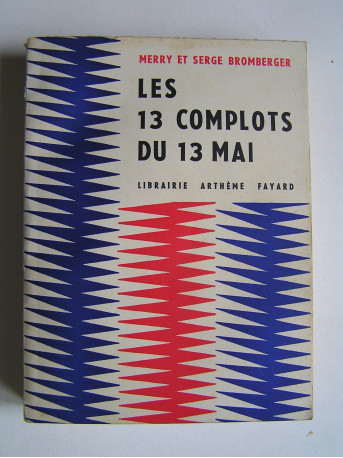 MERRY ET SERGE BROMBERGER
LES
13 COMPLOTS
DU 13 MAI
LIBRAIRIE ARTHÈME FAYARD